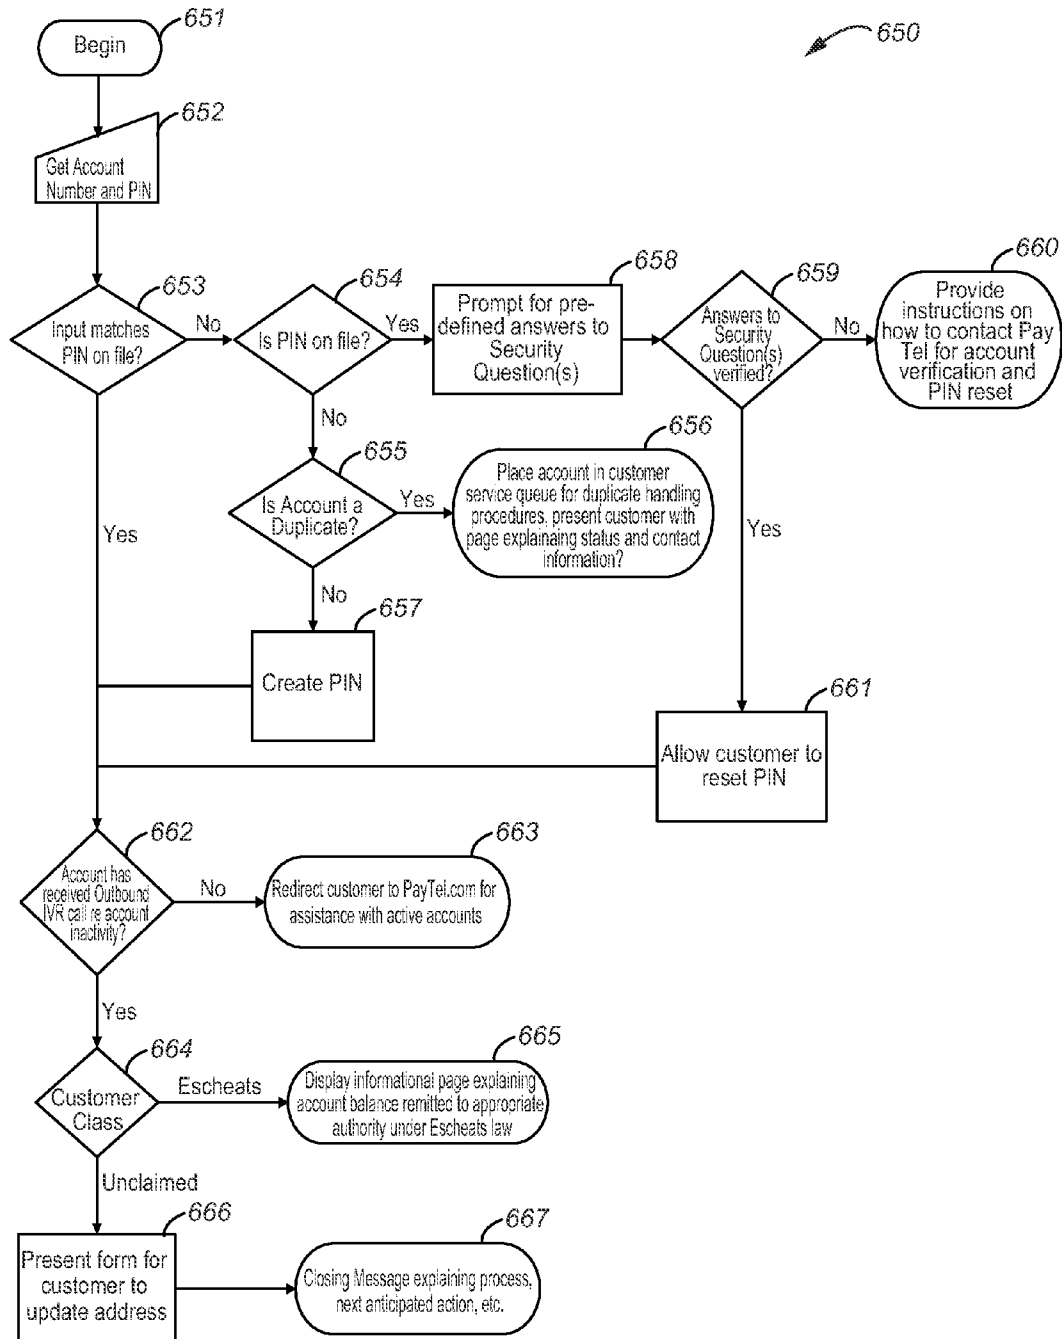 651
Begin
650
652
Get Account
Number and PIN
653
Input matches
PIN on file?
No
654
Is PIN on file?
Yes
658
Prompt for pre-
defined answers to
Security
Question(s)
659
Answers to
Security
Question(s)
verified?
No
660
Provide
instructions on
how to contact Pay
Tel for account
verification and
PIN reset
No
655
Is Account a
Duplicate?
Yes
656
Place account in customer
service queue for duplicate handling
procedures, present customer with
page explainaing status and contact
information?
Yes
Yes
No
657
Create PIN
661
Allow customer to
reset PIN
662
Account has
received Outbound
IVR call re account
inactivity?
No
663
Redirect customer to PayTel.com for
assistance with active accounts
Yes
664
Customer
Class
Escheats
665
Display informational page explaining
account balance remitted to appropriate
authority under Escheats law
Unclaimed
666
Present form for
customer to
update address
667
Closing Message explaining process,
next anticipated action, etc.